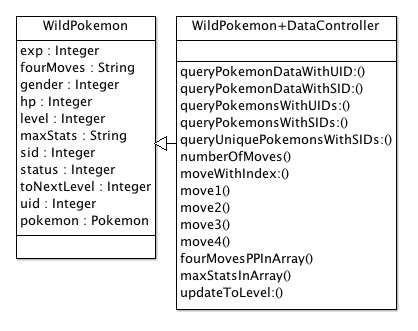 WildPokemon
exp : Integer
fourMoves : String
gender : Integer
hp : Integer
level : Integer
maxStats : String
sid : Integer
status : Integer
toNextLevel : Integer
uid : Integer
pokemon : Pokemon
WildPokemon+DataController
queryPokemonDataWithUID:()
queryPokemonDataWithSID:()
queryPokemonsWithUIDs:()
queryPokemonsWithSIDs:()
queryUniquePokemonsWithSIDs:()
numberOfMoves()
moveWithIndex:()
move1()
move2()
move3()
move4()
fourMovesPPInArray()
maxStatsInArray()
updateToLevel:()